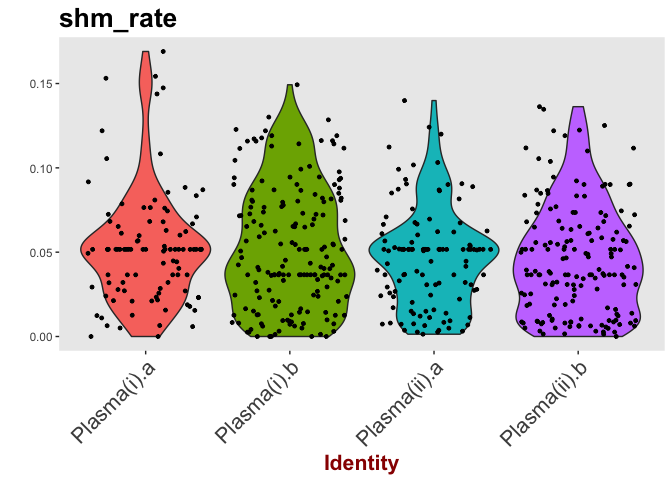 shm_rate
0.15
0.10
0.05
0.00
Plasma(i).a
Plasma(i).b
Plasma(ii).a
Plasma(ii).b
Identity